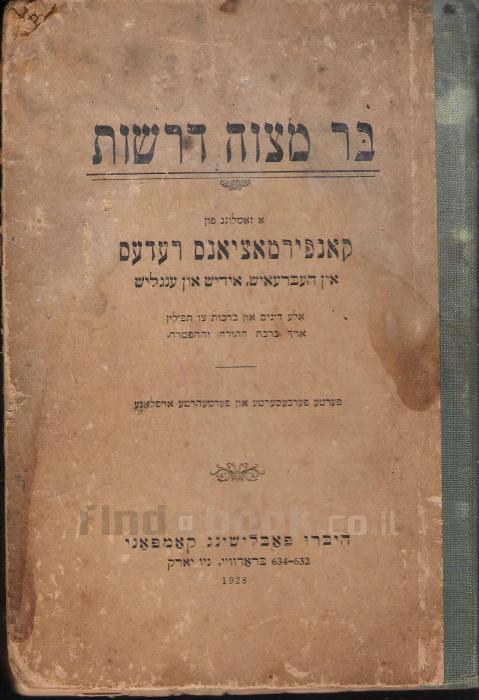 בר מצוה דרשות
א זאמלונג פון
קאנפירמאציאנס רעדעס
אין העברעאיש, אידיש און ענגליש
אלע דינים און ברכות צו תפילין
אויך ברכת התורה וההפטרה.
פערטע פערבעסערטע און פערמעהרטע אויפלאגע
findabook.co.il
היברו פאבלישינג קאמפאני
632-634 בראדוויי, ניו יארק
1928.